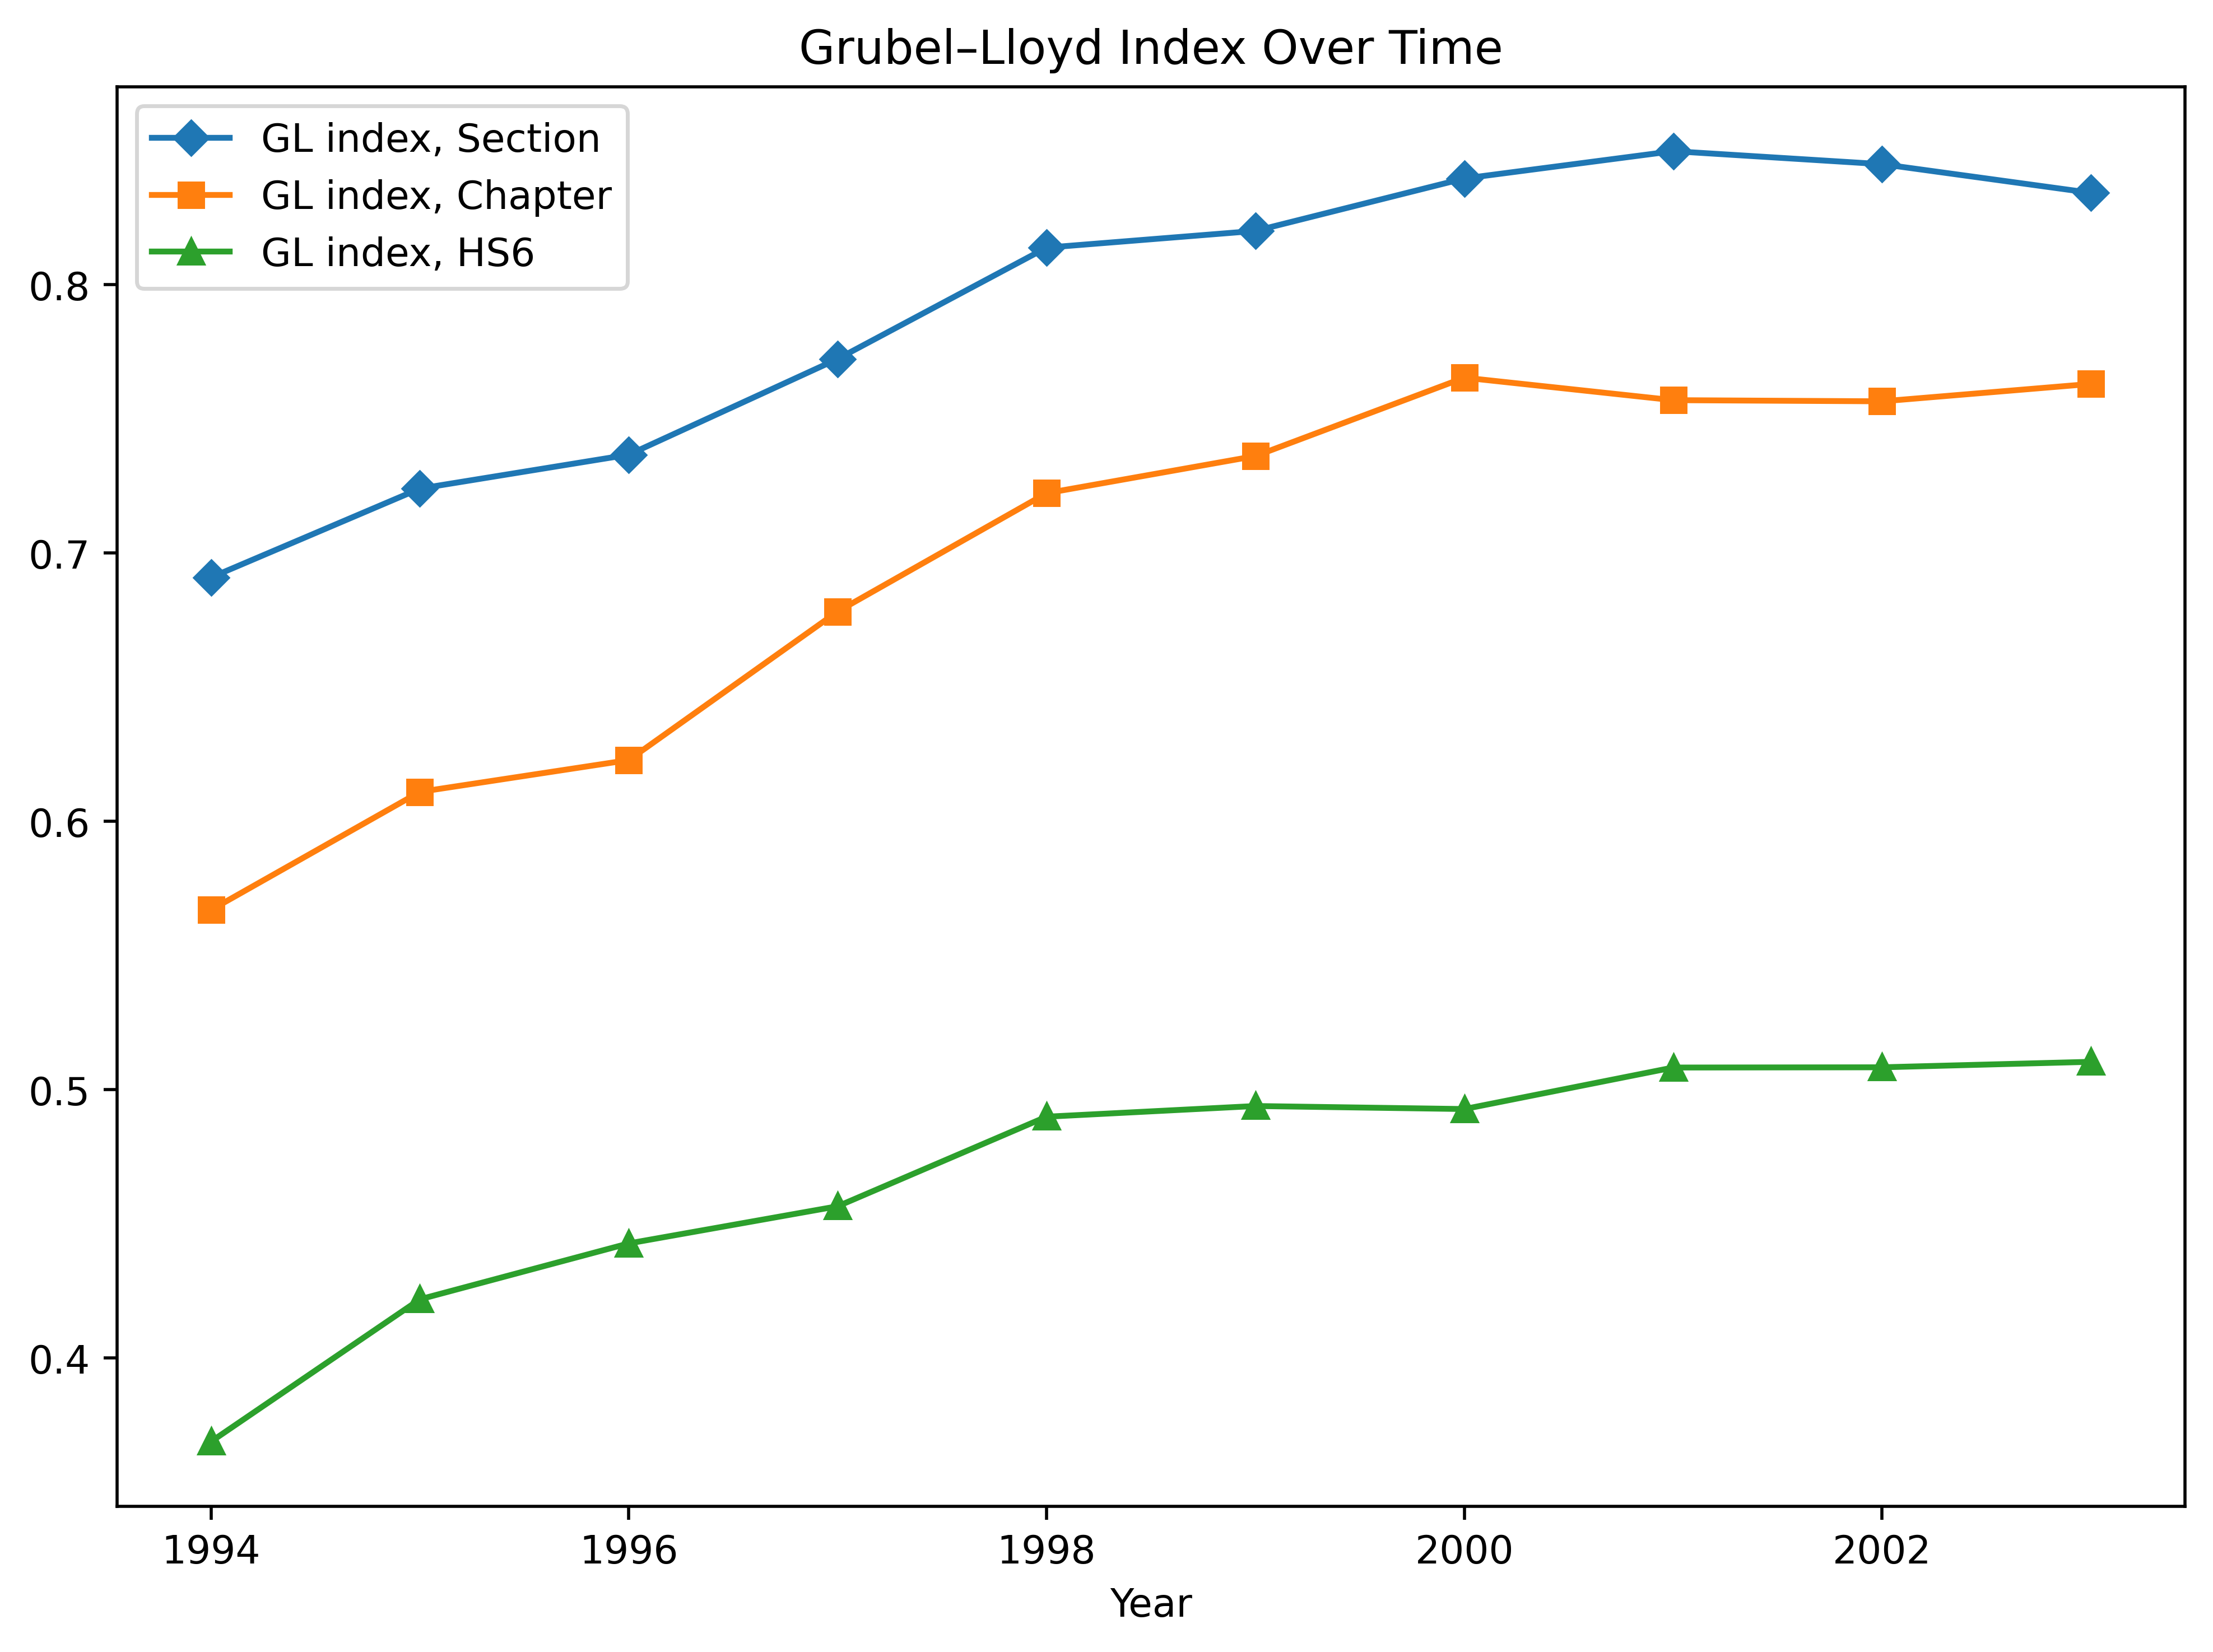 Grubel–Lloyd Index Over Time
GL index, Section
GL index, Chapter
GL index, HS6
0.8
0.7
0.6
0.5
0.4
1994 1996 1998 2000 2002
Year